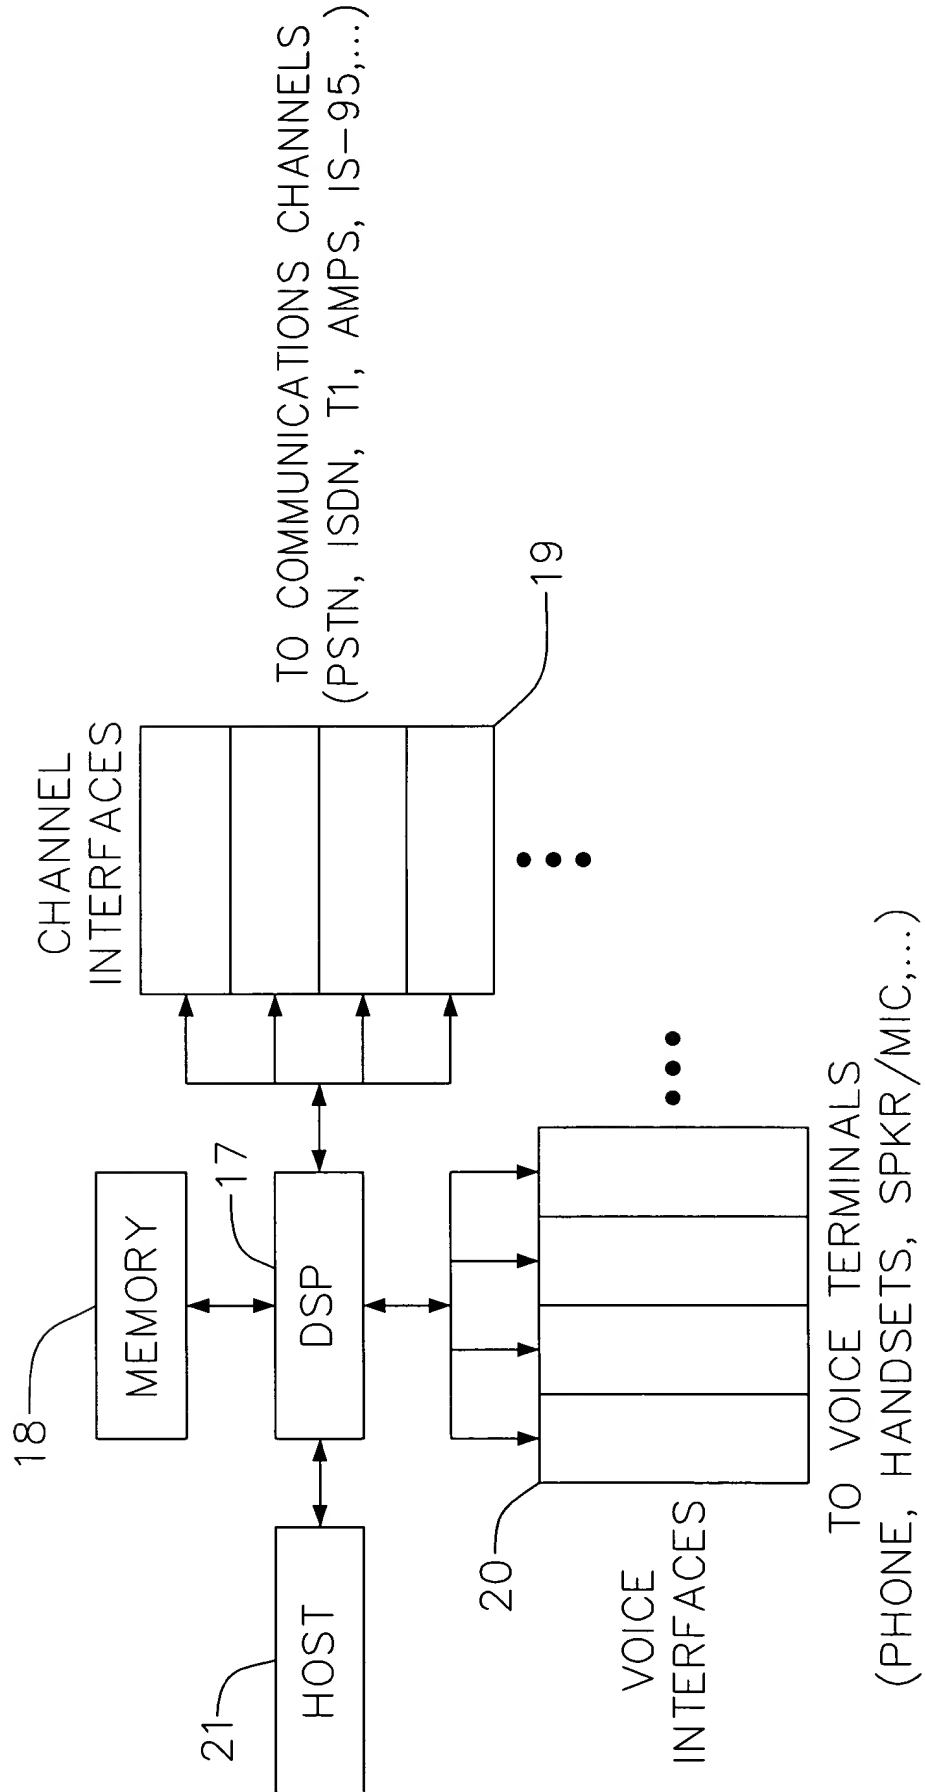 CHANNEL
INTERFACES
TO COMMUNICATIONS CHANNELS
(PSTN, ISDN, T1, AMPS, IS-95,...)
19
18
MEMORY
17
DSP
21
HOST
20
VOICE
INTERFACES
TO VOICE TERMINALS
(PHONE, HANDSETS, SPKR/MIC,...)